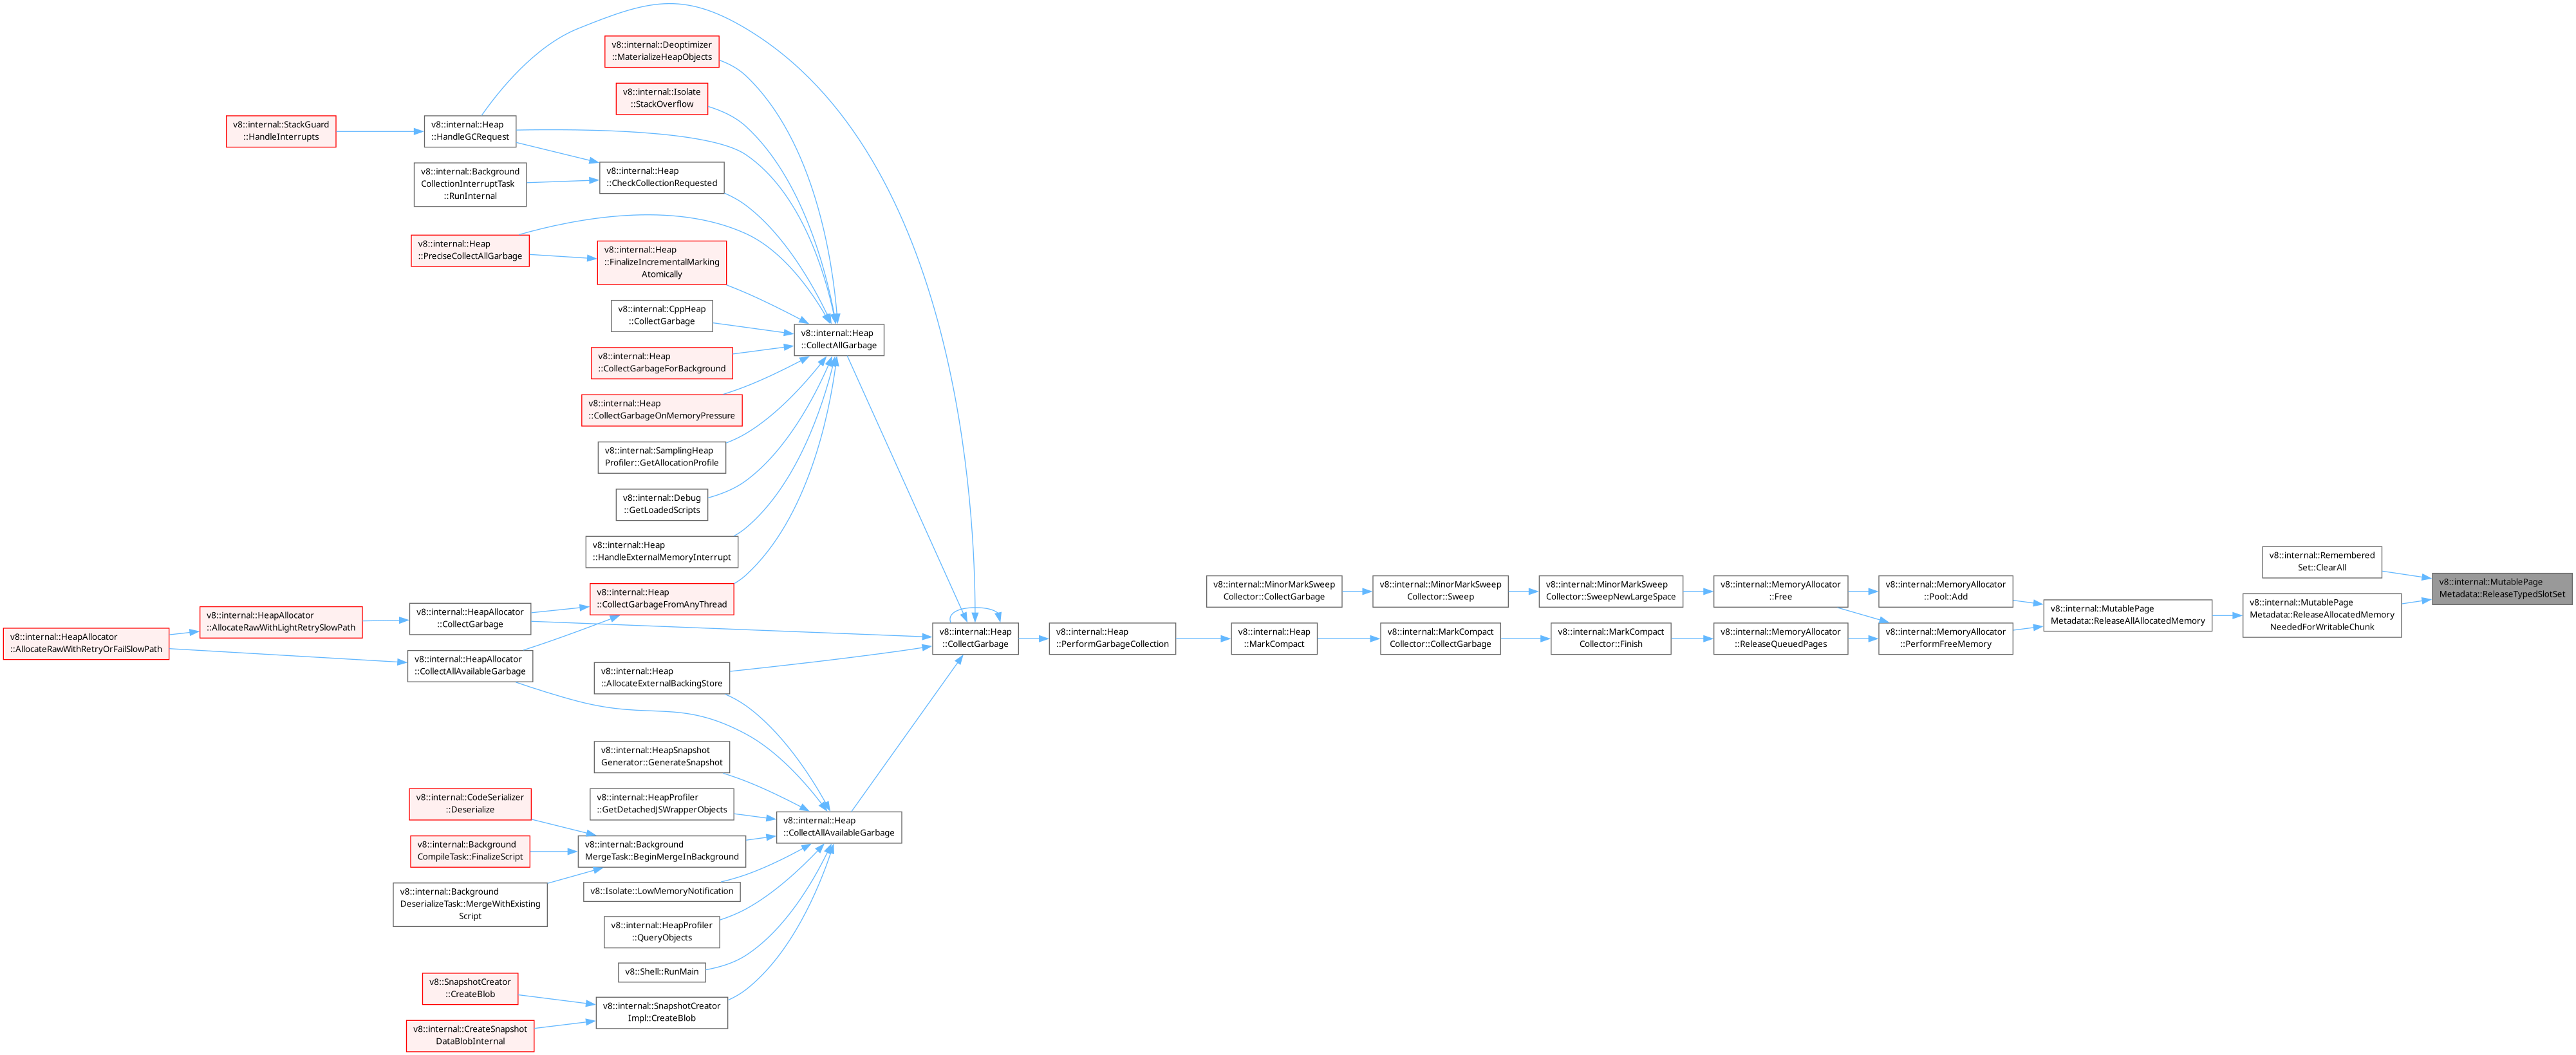 v8::internal::Deoptimizer
::MaterializeHeapObjects
v8::internal::Isolate
::StackOverflow
v8::internal::StackGuard
::HandleInterrupts
v8::internal::Heap
::HandleGCRequest
v8::internal::Background
CollectionInterruptTask
::RunInternal
v8::internal::Heap
::CheckCollectionRequested
v8::internal::Heap
::PreciseCollectAllGarbage
v8::internal::Heap
::FinalizeIncrementalMarking
Atomically
v8::internal::CppHeap
::CollectGarbage
v8::internal::Heap
::CollectAllGarbage
v8::internal::Heap
::CollectGarbageForBackground
v8::internal::Heap
::CollectGarbageOnMemoryPressure
v8::internal::SamplingHeap
Profiler::GetAllocationProfile
v8::internal::Debug
::GetLoadedScripts
v8::internal::Heap
::HandleExternalMemoryInterrupt
v8::internal::Heap
::CollectGarbageFromAnyThread
v8::internal::HeapAllocator
::AllocateRawWithRetryOrFailSlowPath
v8::internal::HeapAllocator
::AllocateRawWithLightRetrySlowPath
v8::internal::HeapAllocator
::CollectGarbage
v8::internal::HeapAllocator
::CollectAllAvailableGarbage
v8::internal::Heap
::AllocateExternalBackingStore
v8::internal::Heap
::CollectGarbage
v8::internal::Heap
::PerformGarbageCollection
v8::internal::MinorMarkSweep
Collector::CollectGarbage
v8::internal::Heap
::MarkCompact
v8::internal::MinorMarkSweep
Collector::Sweep
v8::internal::MarkCompact
Collector::CollectGarbage
v8::internal::MinorMarkSweep
Collector::SweepNewLargeSpace
v8::internal::MarkCompact
Collector::Finish
v8::internal::MemoryAllocator
::Free
v8::internal::MemoryAllocator
::ReleaseQueuedPages
v8::internal::MemoryAllocator
::Pool::Add
v8::internal::MemoryAllocator
::PerformFreeMemory
v8::internal::MutablePage
Metadata::ReleaseAllAllocatedMemory
v8::internal::Remembered
Set::ClearAll
v8::internal::MutablePage
Metadata::ReleaseAllocatedMemory
NeededForWritableChunk
v8::internal::MutablePage
Metadata::ReleaseTypedSlotSet
v8::internal::HeapSnapshot
Generator::GenerateSnapshot
v8::internal::HeapProfiler
::GetDetachedJSWrapperObjects
v8::internal::Heap
::CollectAllAvailableGarbage
v8::internal::CodeSerializer
::Deserialize
v8::internal::Background
CompileTask::FinalizeScript
v8::internal::Background
MergeTask::BeginMergeInBackground
v8::internal::Background
DeserializeTask::MergeWithExisting
Script
v8::Isolate::LowMemoryNotification
v8::internal::HeapProfiler
::QueryObjects
v8::Shell::RunMain
v8::SnapshotCreator
::CreateBlob
v8::internal::SnapshotCreator
Impl::CreateBlob
v8::internal::CreateSnapshot
DataBlobInternal